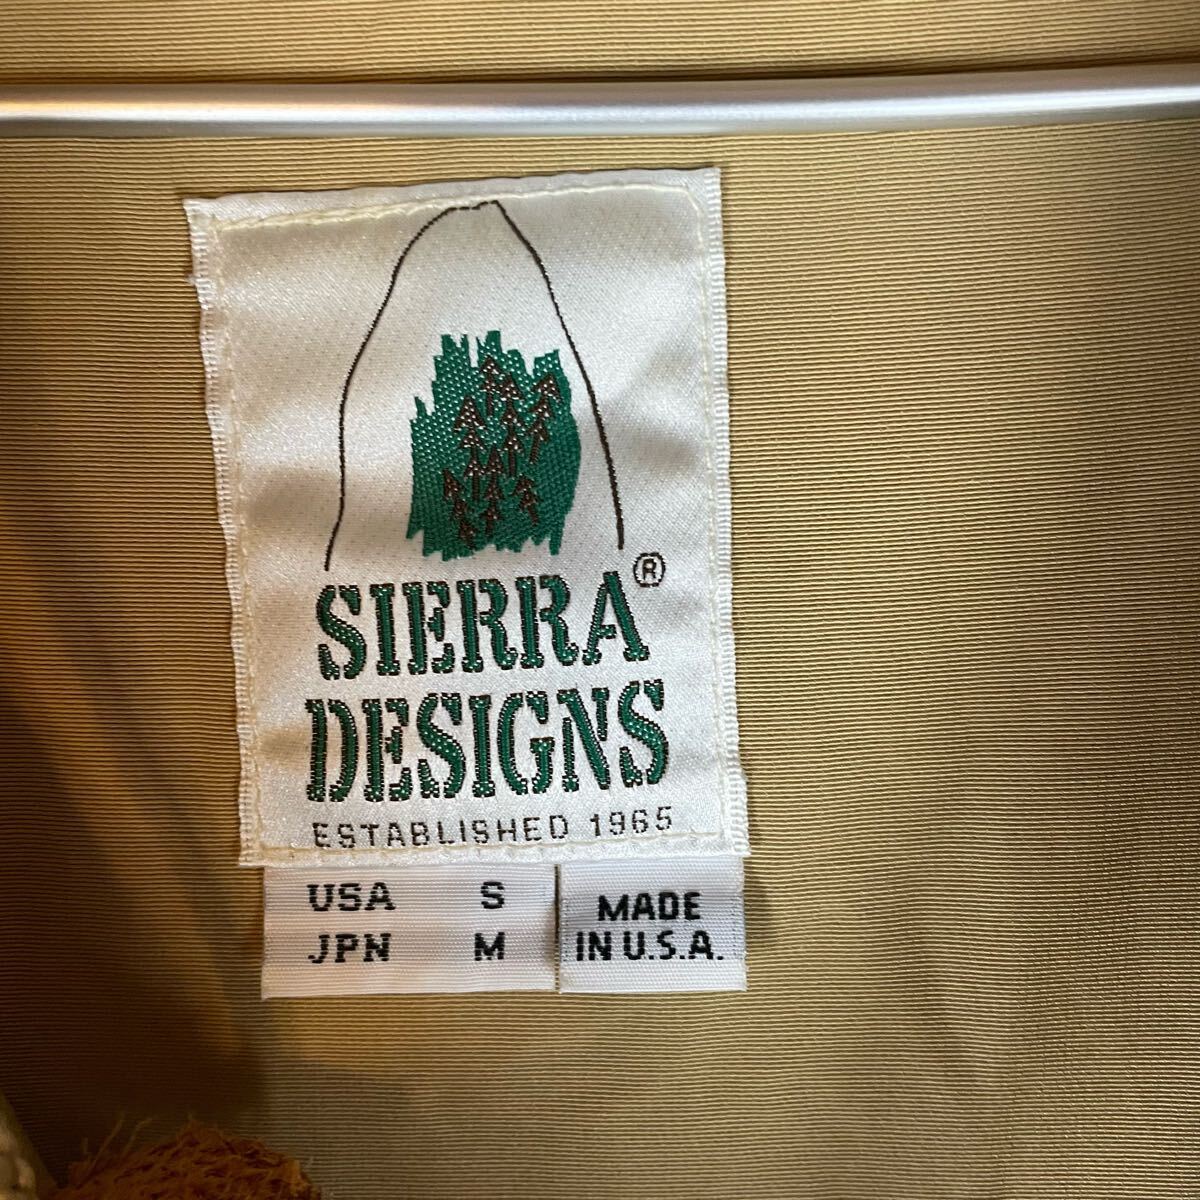 SIERRA®
DESIGNS
ESTABLISHED 1965
USA S
JPN M
MADE
IN U.S.A.